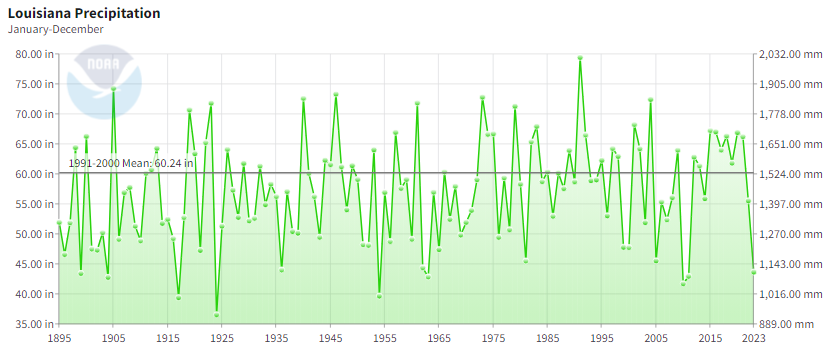 Louisiana Precipitation
January-December
80.00 in
75.00 in
70.00 in
65.00 in
60.00 in
55.00 in
50.00 in
45.00 in
40.00 in
35.00 in
2,032.00 mm
1,905.00 mm
1,778.00 mm
1,651.00 mm
1,524.00 mm
1,397.00 mm
1,270.00 mm
1,143.00 mm
1,016.00 mm
889.00 mm
NOAA
1991-2000 Mean: 60.24 in
1895 1905 1915 1925 1935 1945 1954 1965 1975 1985 1995 2005 2015 2023